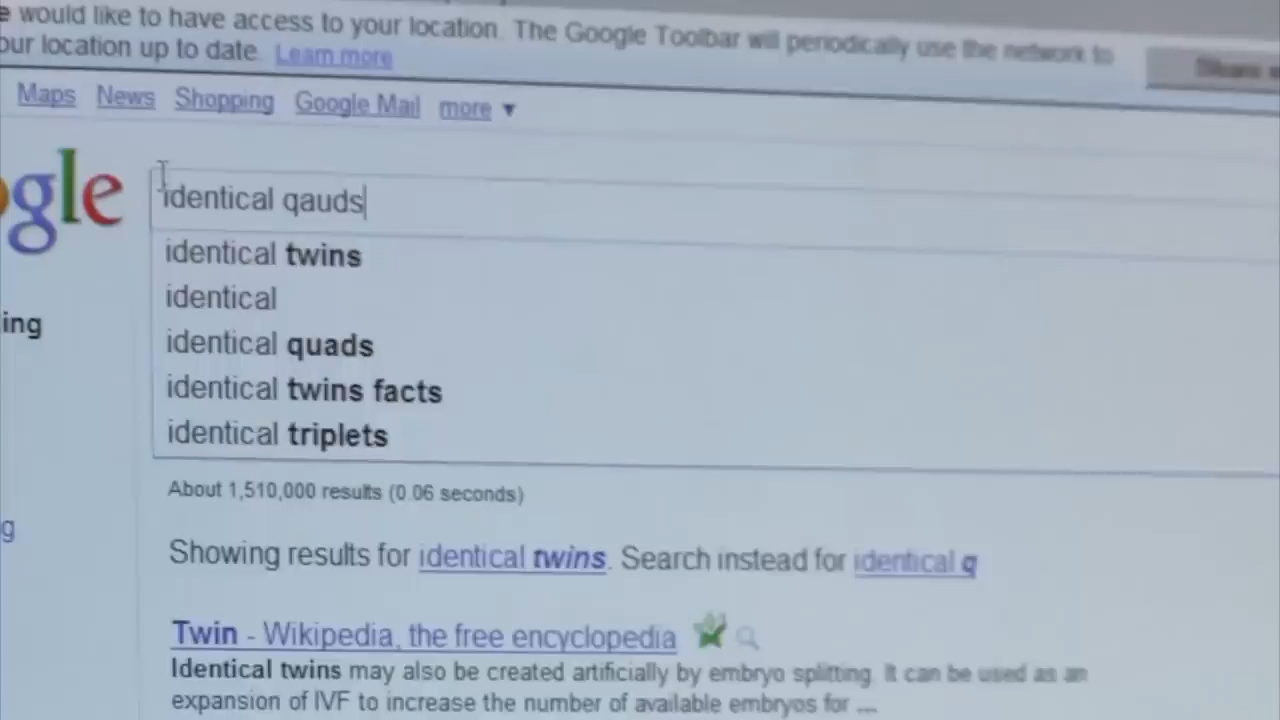 e would like to have access to your location. The Google Toolbar will periodically use the network to
our location up to date. Learn more
Share m
Maps News Shopping Google Mail more ▼
ogle
identical qauds
identical twins
identical
ing
identical quads
identical twins facts
identical triplets
About 1,510,000 results (0.06 seconds)
g
Showing results for identical twins. Search instead for identical q
Twin - Wikipedia, the free encyclopedia
Identical twins may also be created artificially by embryo splitting. It can be used as an
expansion of IVF to increase the number of available embryos for ...